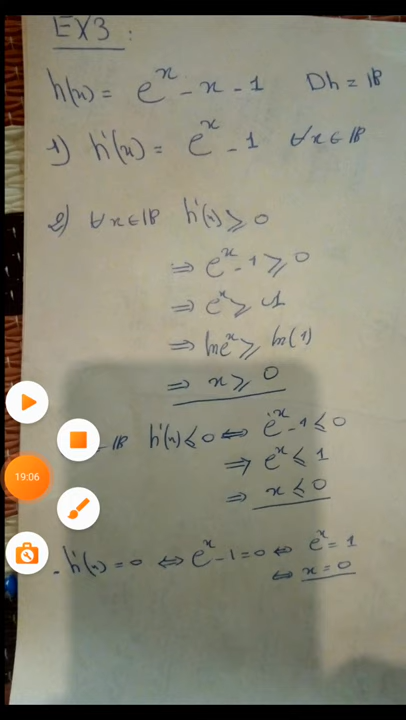 EX3 :
h(x) = e^x - x - 1 Dh = ℝ
1) h'(x) = e^x - 1 ∀x ∈ ℝ
2) ∀x ∈ ℝ h'(x) ⩾ 0
⇒ e^x - 1 ⩾ 0
⇒ e^x ⩾ 1
⇒ ln e^x ⩾ ln(1)
⇒ x ⩾ 0
ℝ h'(x) ⩽ 0 ⇔ e^x - 1 ⩽ 0
⇒ e^x ⩽ 1
⇒ x ⩽ 0
19:06
- h'(x) = 0 ⇔ e^x - 1 = 0 ⇔ e^x = 1
⇔ x = 0